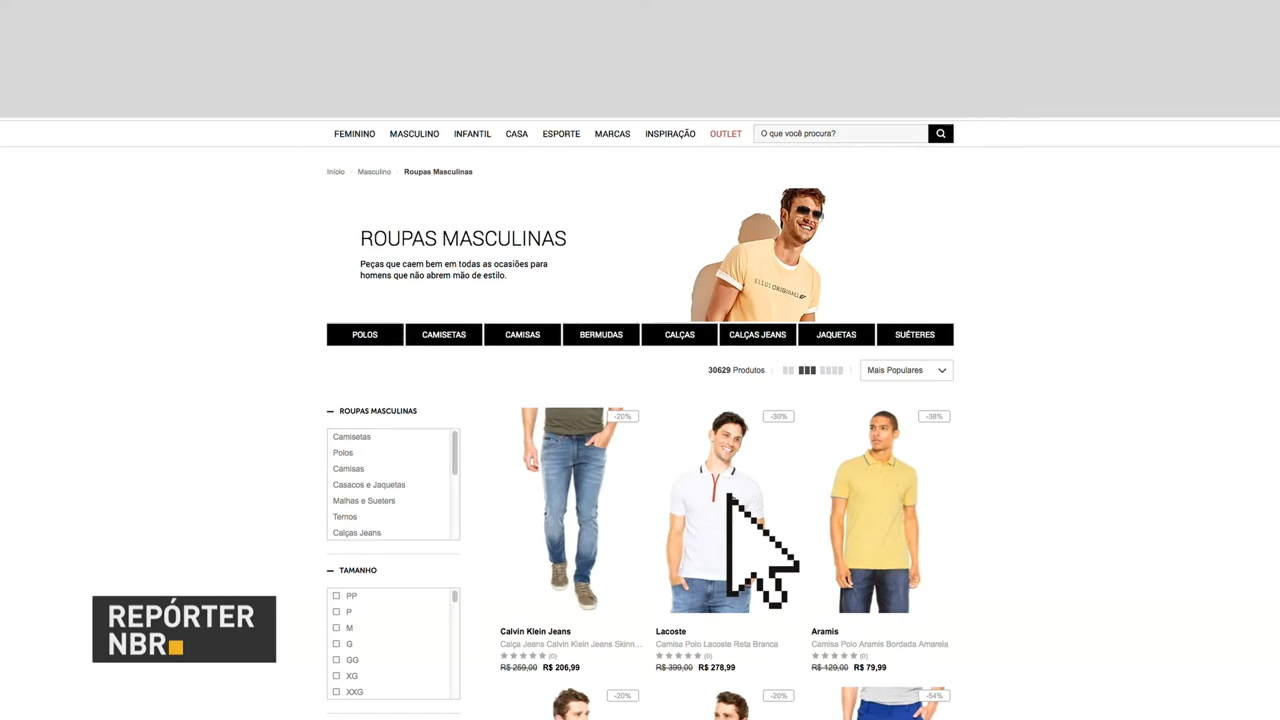 FEMININO MASCULINO INFANTIL CASA ESPORTE MARCAS INSPIRAÇÃO OUTLET O que você procura?
Início Masculino Roupas Masculinas
ROUPAS MASCULINAS
Peças que caem bem em todas as ocasiões para
homens que não abrem mão de estilo.
ELLUS ORIGINALS
POLOS CAMISETAS CAMISAS BERMUDAS CALÇAS CALÇAS JEANS JAQUETAS SUÉTERES
30629 Produtos Mais Populares
ROUPAS MASCULINAS
Camisetas
Polos
Camisas
Casacos e Jaquetas
Malhas e Sueters
Ternos
Calças Jeans
TAMANHO
PP
P
M
G
GG
XG
XXG
-20% -30% -38%
Calvin Klein Jeans
Calça Jeans Calvin Klein Jeans Skinn...
(0)
R$ 259,00 R$ 206,99
Lacoste
Camisa Polo Lacoste Reta Branca
(0)
R$ 399,00 R$ 278,99
Aramis
Camisa Polo Aramis Bordada Amarela
(0)
R$ 129,00 R$ 79,99
-20% -20% -54%
REPÓRTER
NBR